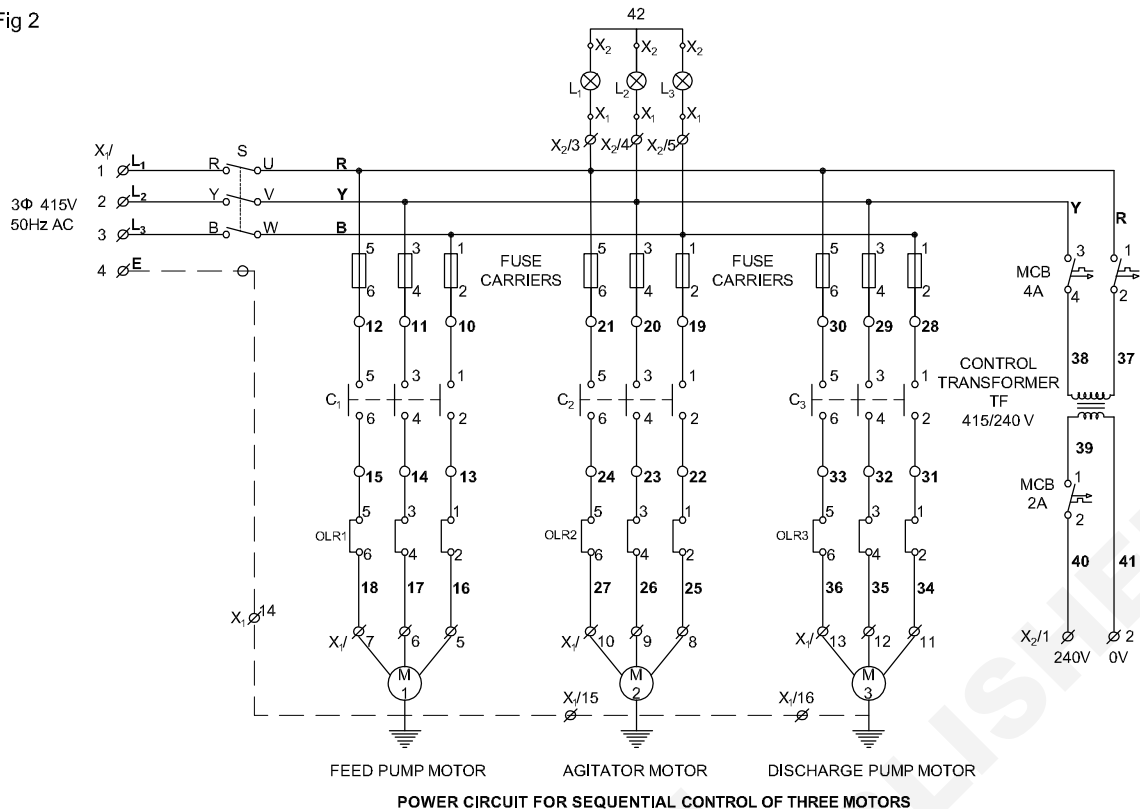 Fig 2
42
X2 X2 X2
L1 L2 L3
X1 X1 X1
X2/3 X2/4 X2/5
X1/
1 L1 R S U R
2 L2 Y V Y
3 L3 B W B
4 E
3Φ 415V
50Hz AC
Y R
5 3 1 5 3 1 5 3 1
FUSE
CARRIERS
FUSE
CARRIERS
6 4 2 6 4 2 6 4 2
3 1
MCB
4A
4 2
12 11 10 21 20 19 30 29 28
38 37
CONTROL
TRANSFORMER
TF
415/240 V
5 3 1 5 3 1 5 3 1
C1 C2 C3
6 4 2 6 4 2 6 4 2
39
15 14 13 24 23 22 33 32 31
MCB
2A
1
2
5 3 1 5 3 1 5 3 1
OLR1 OLR2 OLR3
6 4 2 6 4 2 6 4 2
18 17 16 27 26 25 36 35 34
40 41
X1 14
X1/ 7 6 5 X1/ 10 9 8 X1/ 13 12 11
X2/1 2
240V 0V
M
1
M
2
M
3
X1/15 X1/16
FEED PUMP MOTOR AGITATOR MOTOR DISCHARGE PUMP MOTOR
POWER CIRCUIT FOR SEQUENTIAL CONTROL OF THREE MOTORS